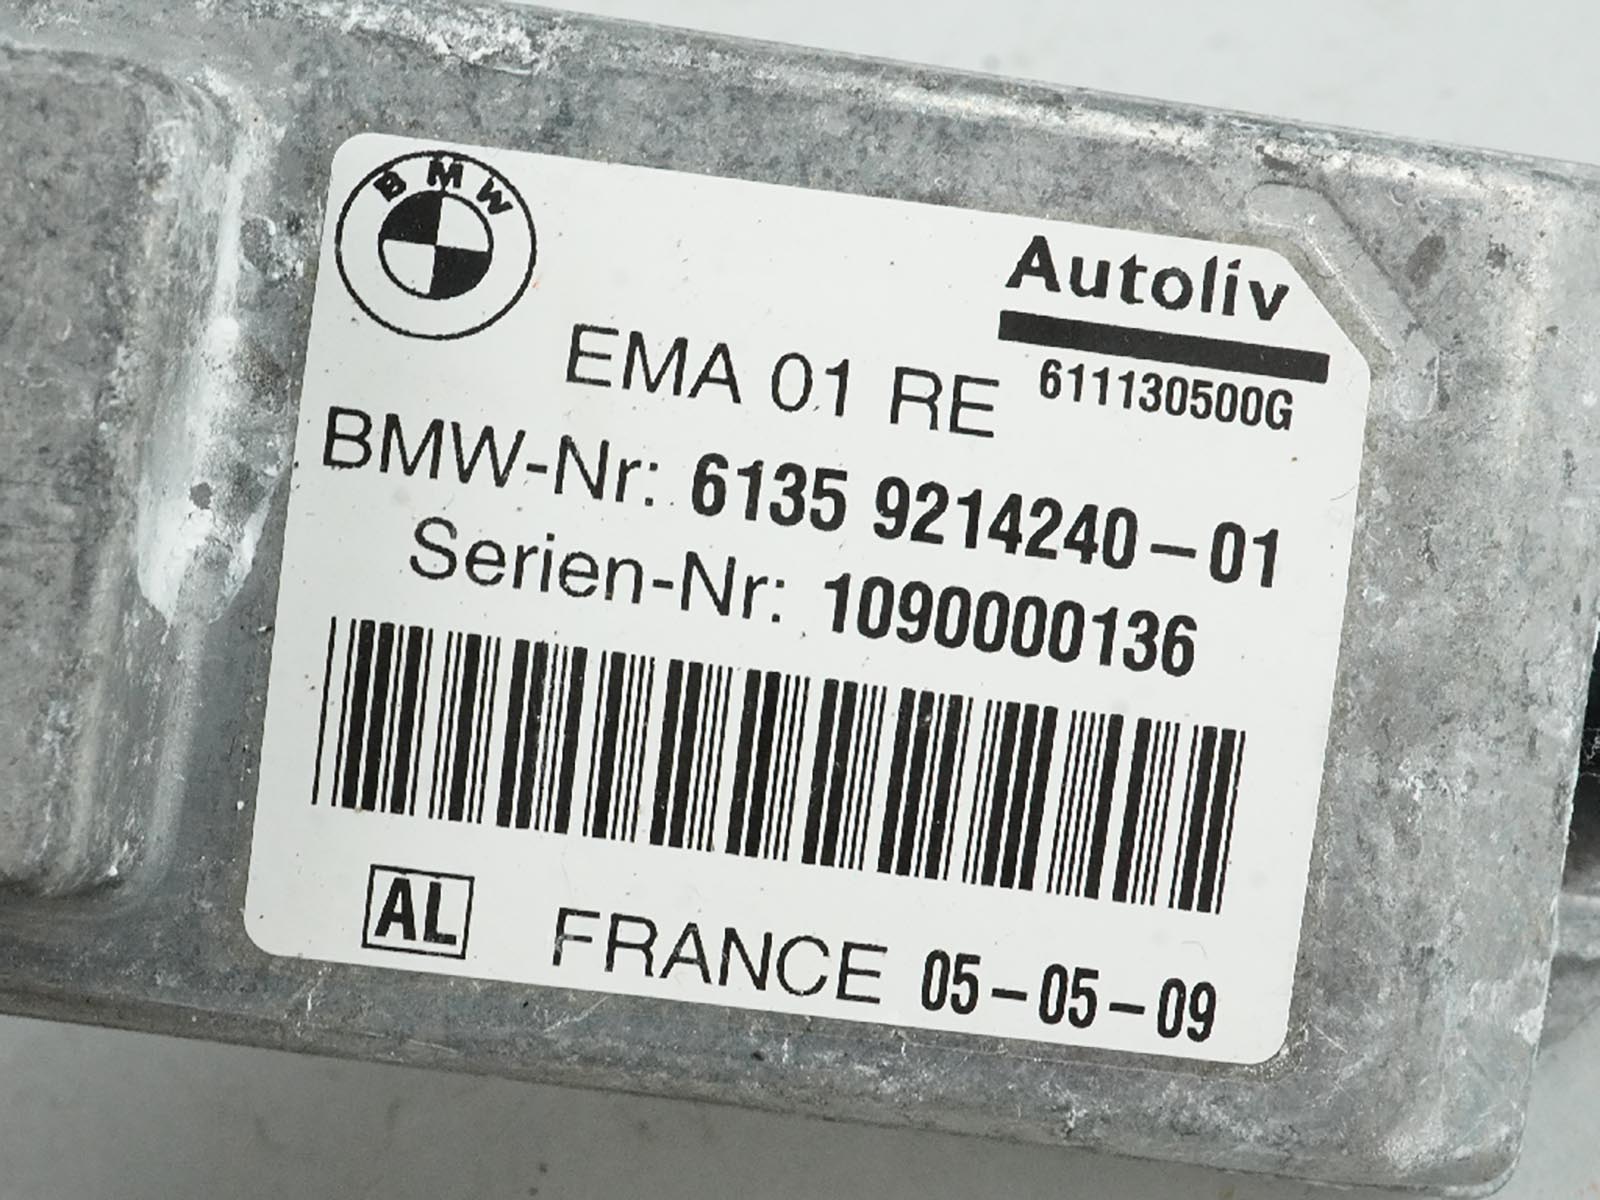 BMW
Autoliv
611130500G
EMA 01 RE
BMW-Nr: 6135 9214240-01
Serien-Nr: 1090000136
AL
FRANCE 05-05-09